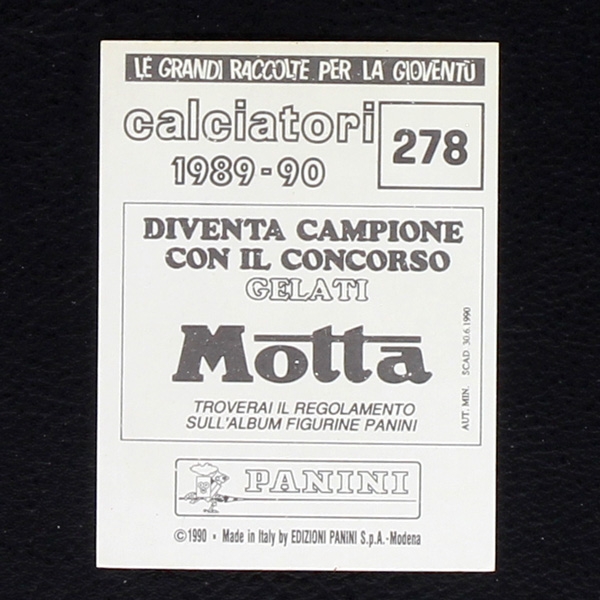 LE GRANDI RACCOLTE PER LA GIOVENTÙ
calciatori
1989-90
278
DIVENTA CAMPIONE
CON IL CONCORSO
GELATI
Motta
TROVERAI IL REGOLAMENTO
SULL'ALBUM FIGURINE PANINI
AUT. MIN. SCAD 30.6.1990
PANINI
©1990 • Made in Italy by EDIZIONI PANINI S.p.A.-Modena